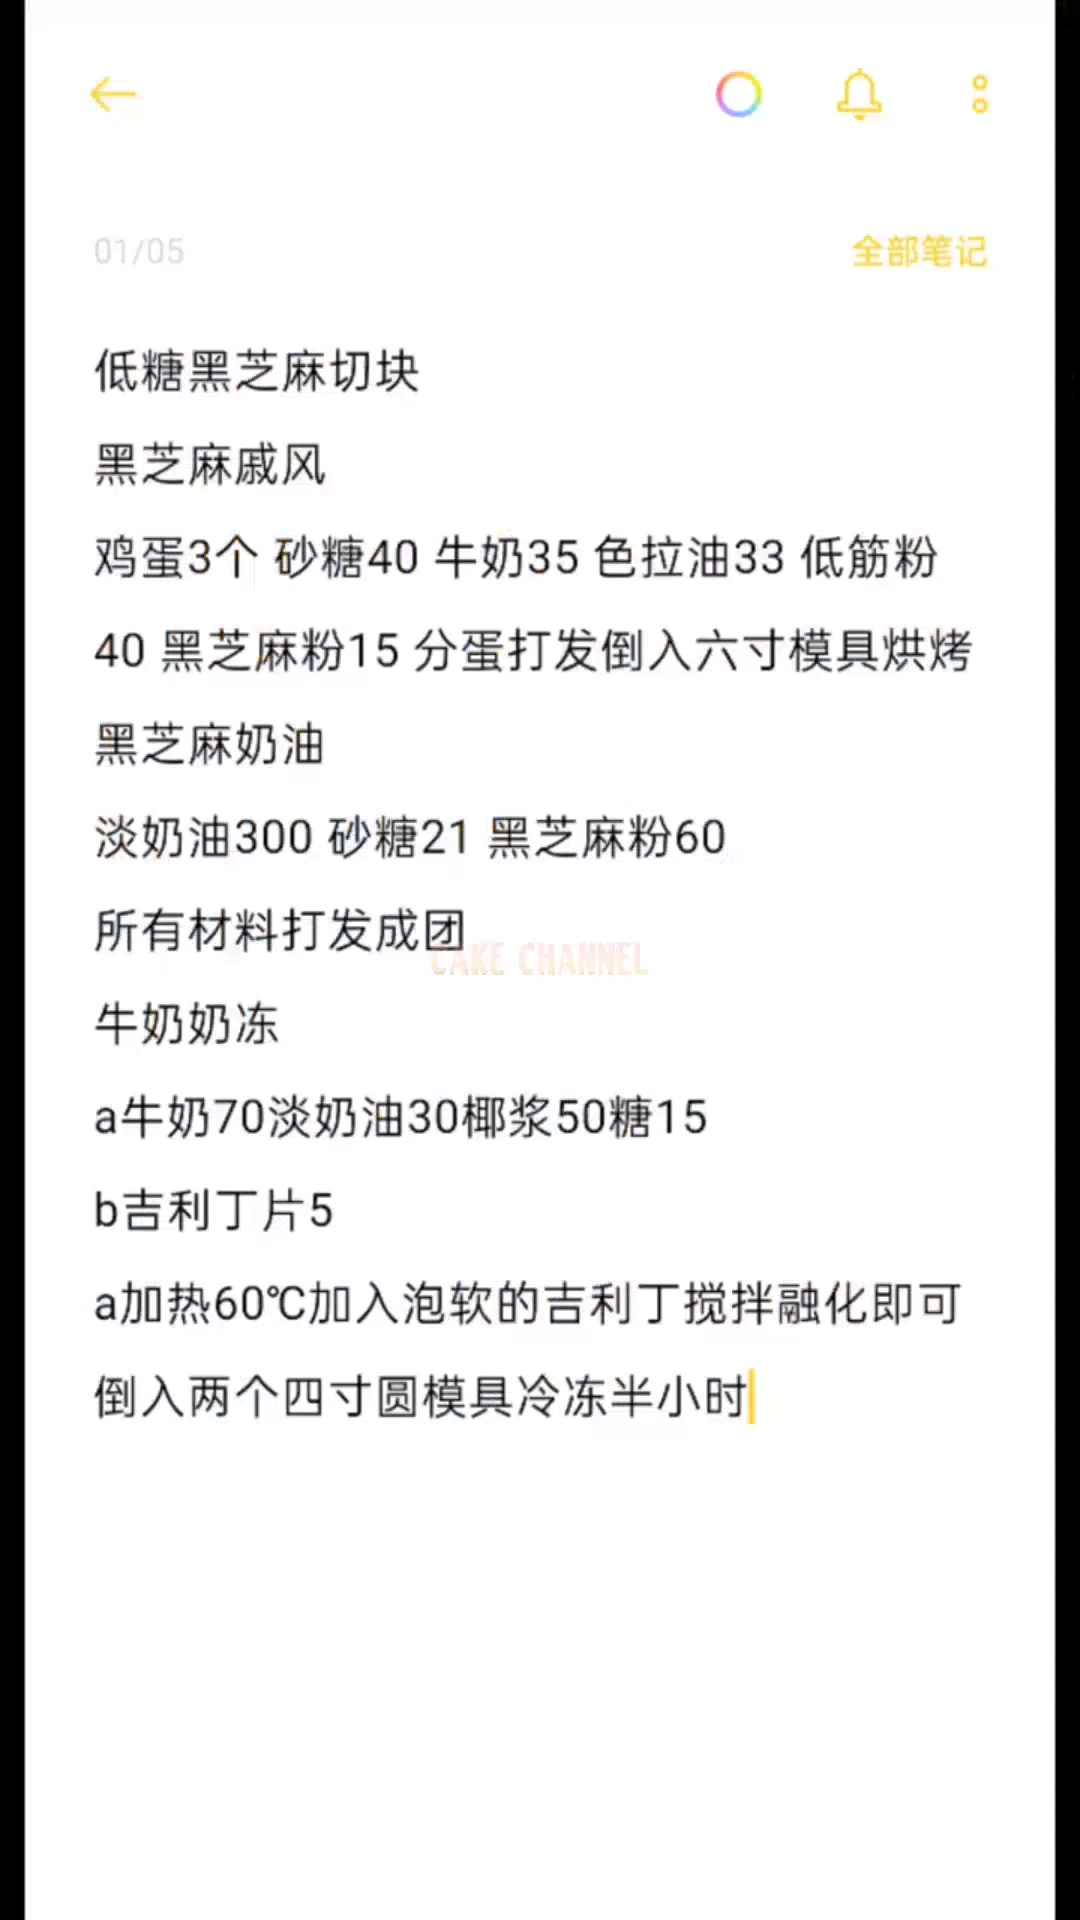 01/05 全部笔记
低糖黑芝麻切块
黑芝麻戚风
鸡蛋3个 砂糖40 牛奶35 色拉油33 低筋粉
40 黑芝麻粉15 分蛋打发倒入六寸模具烘烤
黑芝麻奶油
淡奶油300 砂糖21 黑芝麻粉60
所有材料打发成团
CAKE CHANNEL
牛奶奶冻
a牛奶70淡奶油30椰浆50糖15
b吉利丁片5
a加热60℃加入泡软的吉利丁搅拌融化即可
倒入两个四寸圆模具冷冻半小时